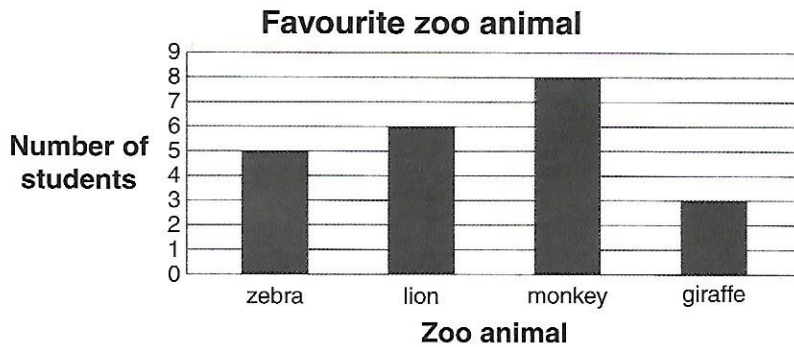 Favourite zoo animal
9
8
7
6
5
4
3
2
1
0
Number of
students
zebra lion monkey giraffe
Zoo animal